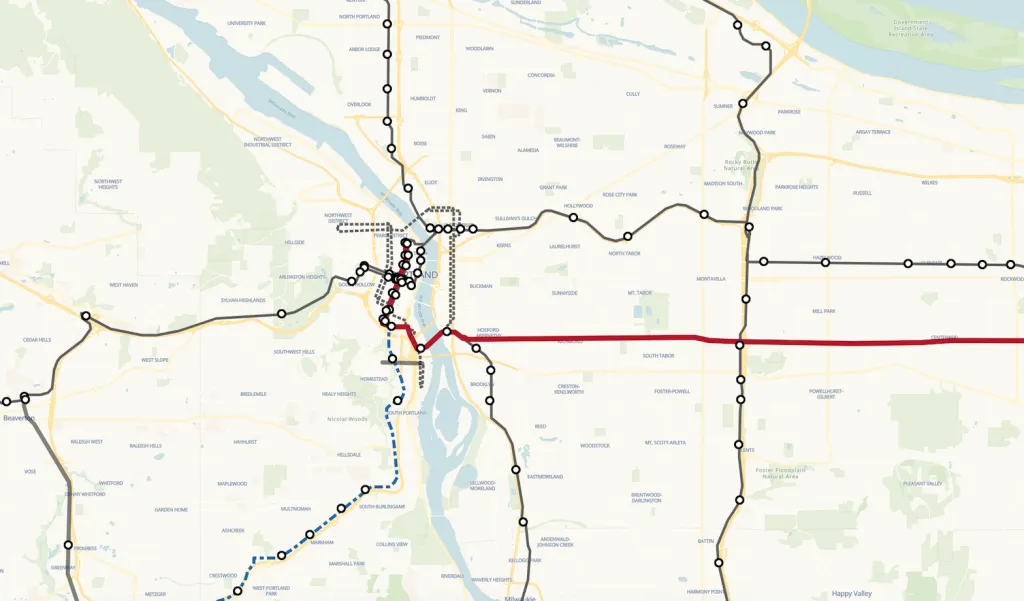 KENTON
SUNDERLAND
NORTH PORTLAND
UNIVERSITY PARK
PIEDMONT
Government
Island State
Recreation Area
ARBOR LODGE
WOODLAWN
CONCORDIA
VERNON
CULLY
HUMBOLDT
OVERLOOK
SUMNER
KING
PARKROSE
SABIN
ARGAY TERRACE
BEAUMONT-
WILSHIRE
NORTHWEST
INDUSTRIAL DISTRICT
BOISE
ROSEWAY
ALAMEDA
Rocky Butte
Natural Area
NORTHWEST
HEIGHTS
ELIOT
IRVINGTON
GRANT PARK
MADISON SOUTH
PARKROSE HEIGHTS
WILKES
RUSSELL
ROSE CITY PARK
HOLLYWOOD
WOODLAND PARK
NORTHWEST
DISTRICT
SULLIVAN'S GULCH
HILLSIDE
KERNS
LAURELHURST
NORTH TABOR
HAZELWOOD
ARLINGTON HEIGHTS
MONTAVILLA
ROCKWOOD
WEST HAVEN
BUCKMAN
SUNNYSIDE
MT. TABOR
SYLVAN-HIGHLANDS
MILL PARK
CEDAR HILLS
HOSFORD-
ABERNETHY
RICHMOND
CENTENNIAL
SOUTHWEST HILLS
SOUTH TABOR
WEST SLOPE
HOMESTEAD
BROOKLYN
CRESTON-
KENILWORTH
FOSTER-POWELL
POWELLHURST-
GILBERT
BRIDLEMILE
HEALY HEIGHTS
Beaverton
Nicolai Woods
SOUTH PORTLAND
REED
RALEIGH WEST
RALEIGH HILLS
HAYHURST
WOODSTOCK
MT. SCOTT-ARLETA
LENTS
HILLSDALE
VOSE
Foster Floodplain
Natural Area
WHITFORD
DENNY WHITFORD
MAPLEWOOD
EASTMORELAND
SELLWOOD-
MORELAND
PLEASANT VALLEY
BRENTWOOD-
DARLINGTON
GARDEN HOME
MULTNOMAH
SOUTH BURLINGAME
ASHCREEK
MARKHAM
COLLINS VIEW
ARDENWALD-
JOHNSON CREEK
BATTIN
PROGRESS
KELLOGG PARK
GREENWAY
MARSHALL PARK
CRESTWOOD
RIVERDALE
WAVERLY HEIGHTS
METZGER
WEST PORTLAND
PARK
Milwaukie
HARMONY POINT
Happy Valley